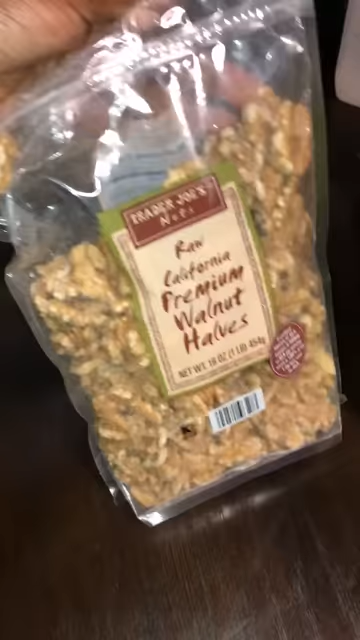 TRADER JOE'S
Nuts
Raw
California
Premium
Walnut
Halves
NET WT. 16 OZ (1 LB) 454g